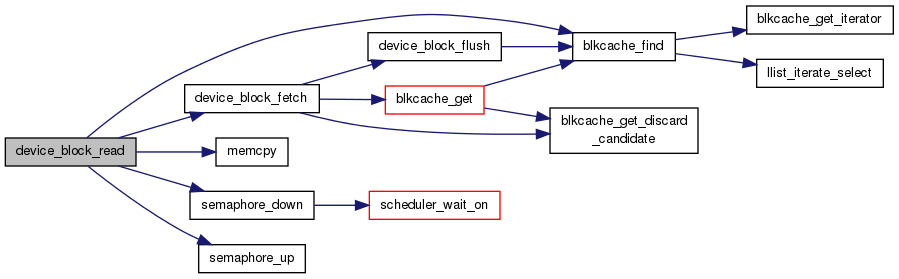 blkcache_get_iterator
device_block_flush
blkcache_find
llist_iterate_select
device_block_fetch
blkcache_get
blkcache_get_discard
_candidate
device_block_read
memcpy
semaphore_down
scheduler_wait_on
semaphore_up